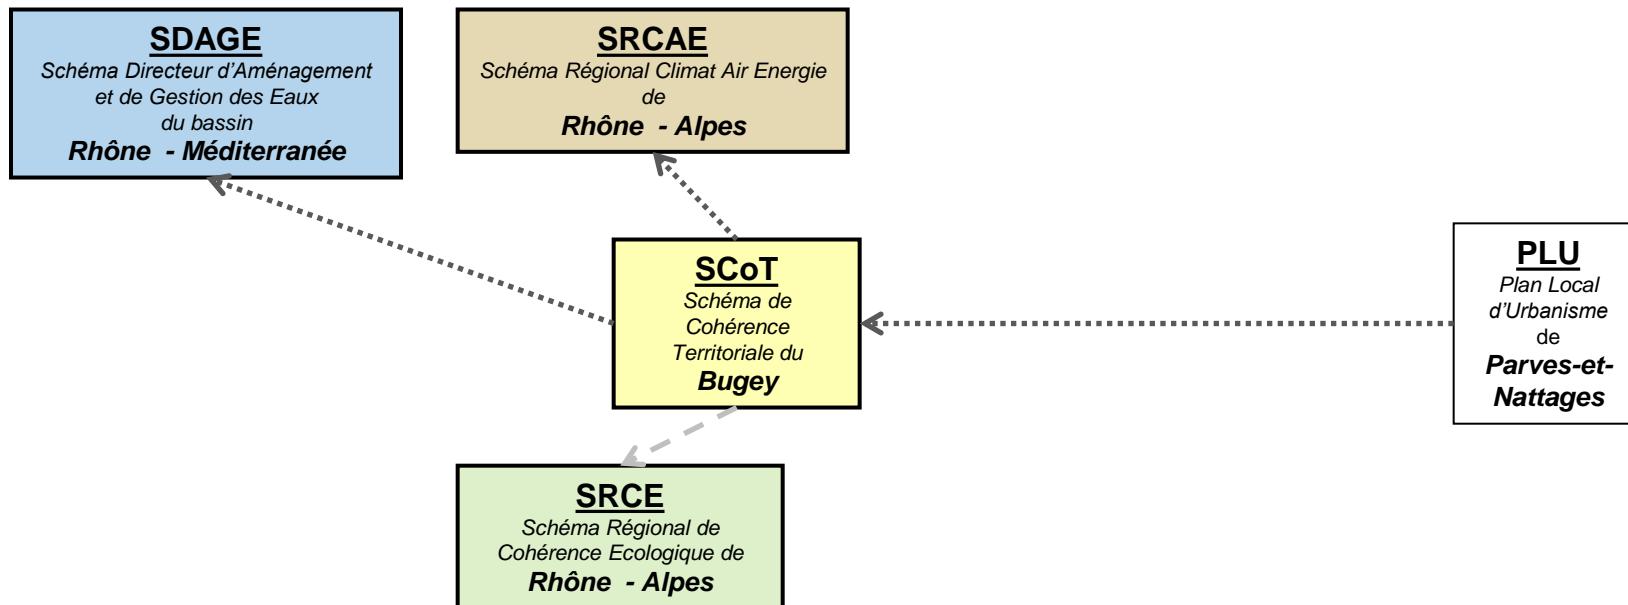 SDAGE
Schéma Directeur d'Aménagement
et de Gestion des Eaux
du bassin
Rhône - Méditerranée
SRCAE
Schéma Régional Climat Air Energie
de
Rhône - Alpes
SCoT
Schéma de
Cohérence
Territoriale du
Bugey
PLU
Plan Local
d'Urbanisme
de
Parves-et-
Nattages
SRCE
Schéma Régional de
Cohérence Ecologique de
Rhône - Alpes